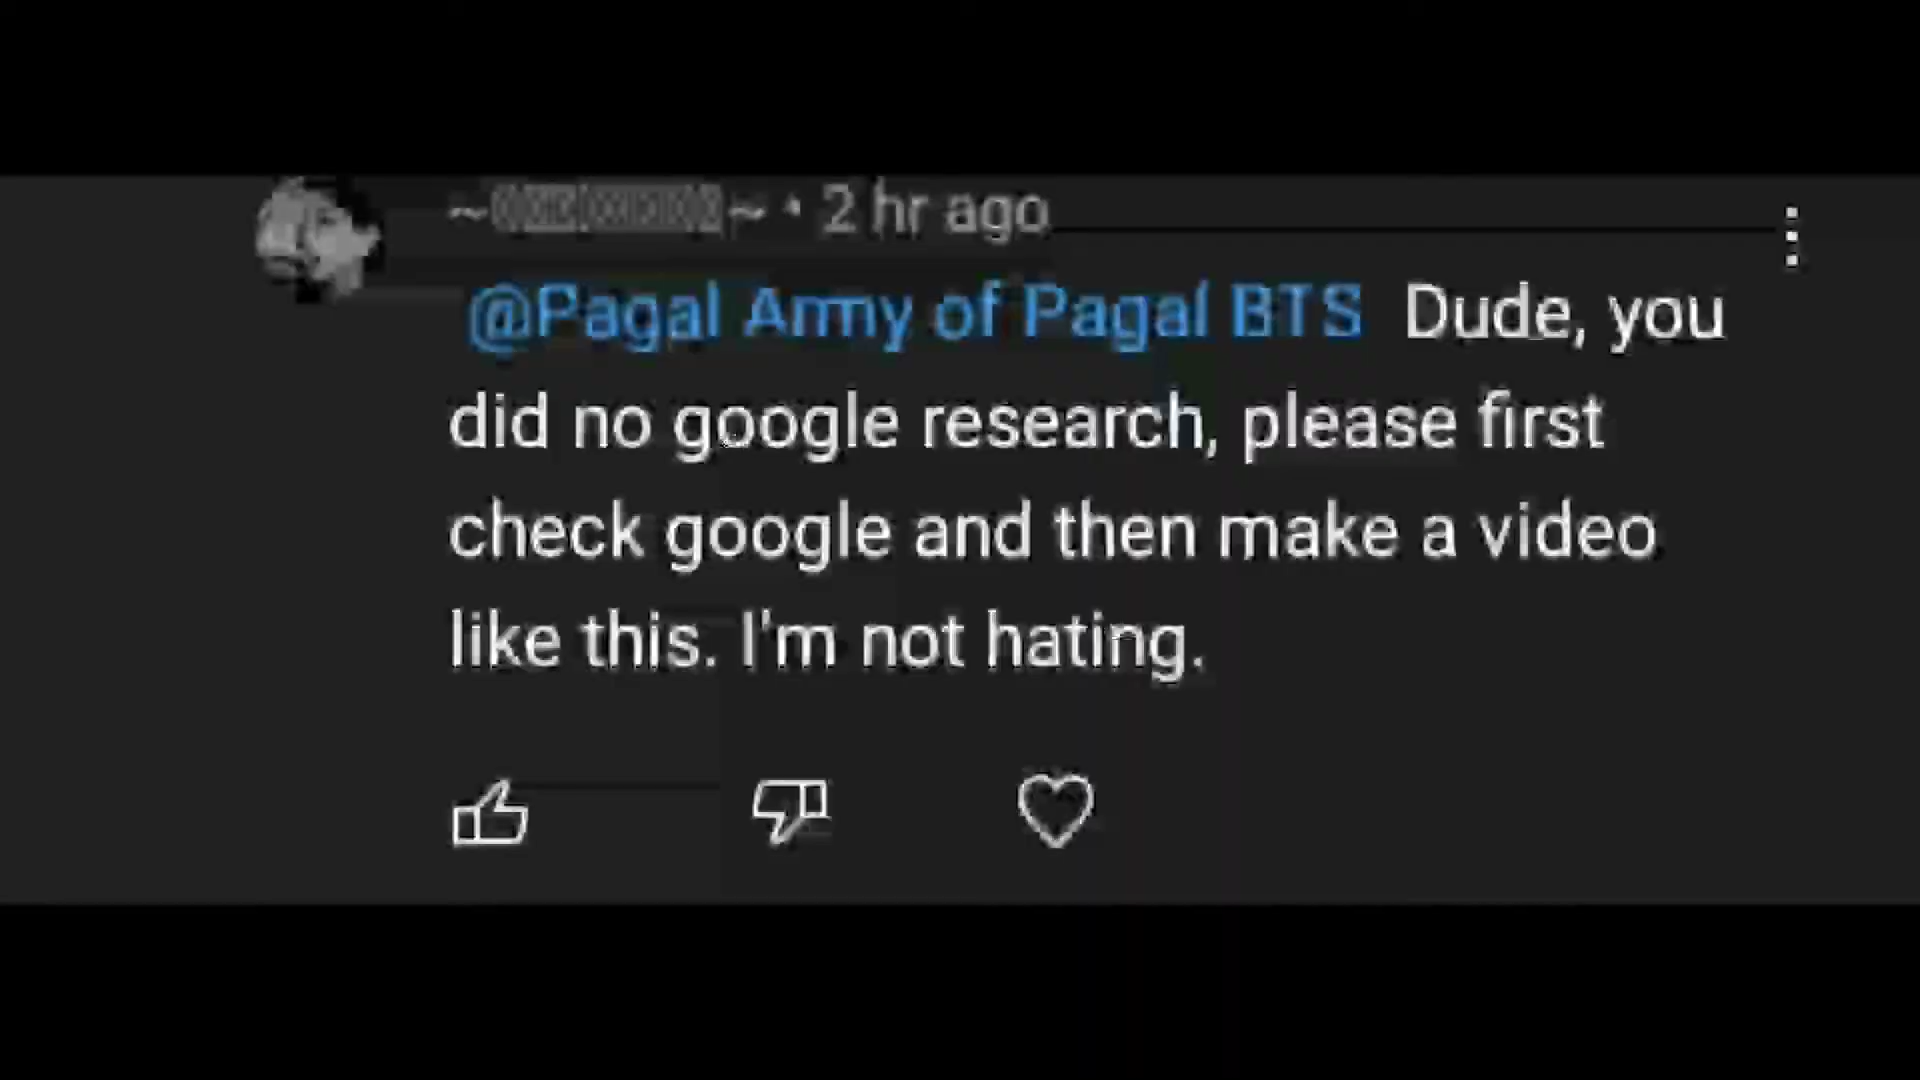 • 2 hr ago
@Pagal Army of Pagal BTS Dude, you
did no google research, please first
check google and then make a video
like this. I'm not hating.